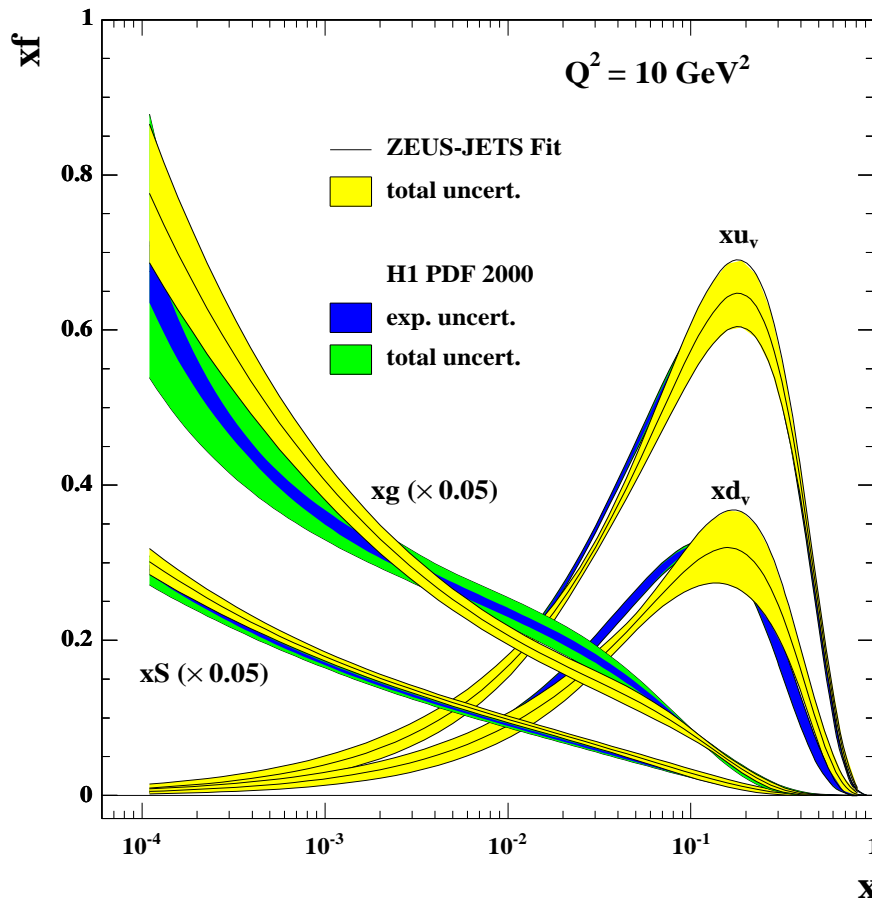 xf
1
0.8
0.6
0.4
0.2
0
Q² = 10 GeV²
ZEUS-JETS Fit
total uncert.
H1 PDF 2000
exp. uncert.
total uncert.
xuᵥ
xdᵥ
xg (× 0.05)
xS (× 0.05)
10⁻⁴ 10⁻³ 10⁻² 10⁻¹ 1
x